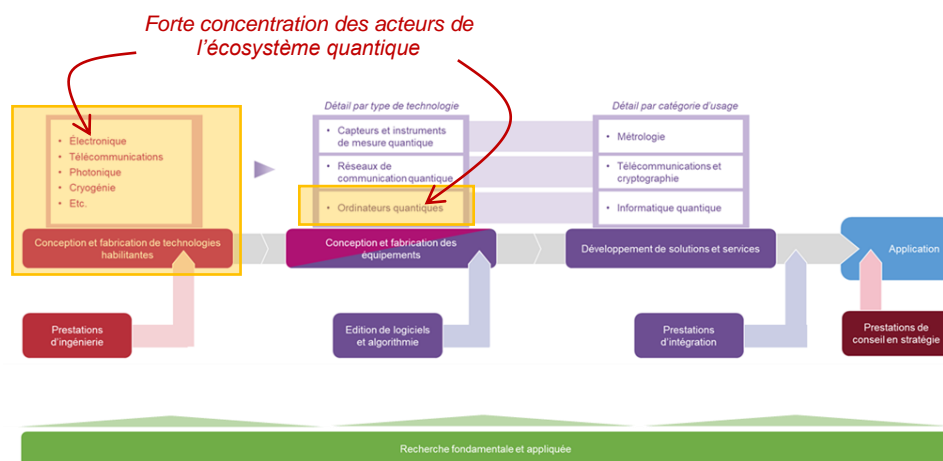 Forte concentration des acteurs de
l'écosystème quantique
Détail par type de technologie
Détail par catégorie d'usage
• Électronique
• Télécommunications
• Photonique
• Cryogénie
• Etc.
• Capteurs et instruments
de mesure quantique
• Réseaux de
communication quantique
• Ordinateurs quantiques
• Métrologie
• Télécommunications et
cryptographie
• Informatique quantique
Conception et fabrication de technologies
habilitantes
Conception et fabrication des
équipements
Développement de solutions et services
Application
Prestations
d'ingénierie
Edition de logiciels
et algorithmie
Prestations
d'intégration
Prestations de
conseil en stratégie
Recherche fondamentale et appliquée